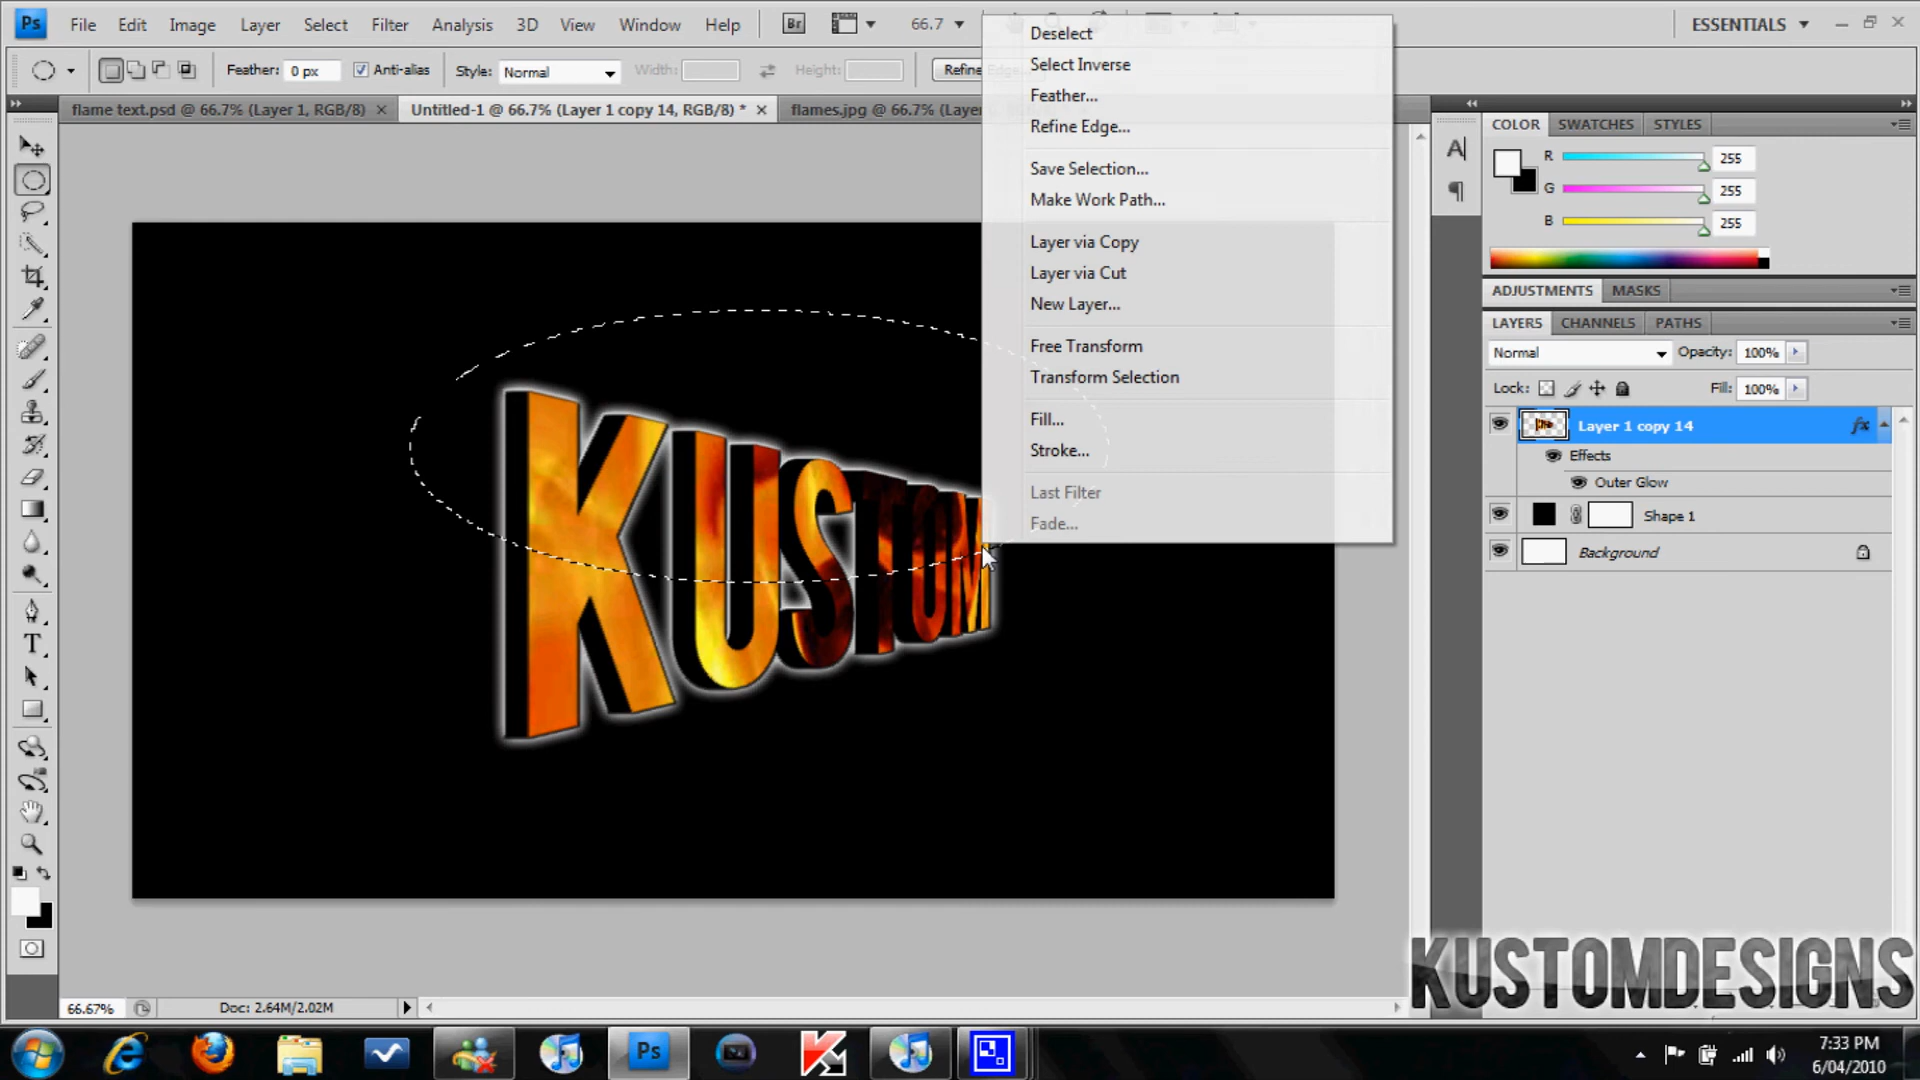 Ps File Edit Image Layer Select Filter Analysis 3D View Window Help Br 66.7 ESSENTIALS
Feather: 0 px Anti-alias Style: Normal Width: Height: Refine Edge...
flame text.psd @ 66.7% (Layer 1, RGB/8) Untitled-1 @ 66.7% (Layer 1 copy 14, RGB/8) * flames.jpg @ 66.7% (Layer
Deselect
Select Inverse
Feather...
Refine Edge...
Save Selection...
Make Work Path...
Layer via Copy
Layer via Cut
New Layer...
Free Transform
Transform Selection
Fill...
Stroke...
Last Filter
Fade...
KUSTOM
COLOR SWATCHES STYLES
R 255
G 255
B 255
ADJUSTMENTS MASKS
LAYERS CHANNELS PATHS
Normal Opacity: 100%
Lock: Fill: 100%
Layer 1 copy 14 fx
Effects
Outer Glow
Shape 1
Background
T
A
66.67% Doc: 2.64M/2.02M
KUSTOMDESIGNS
Ps
7:33 PM
6/04/2010